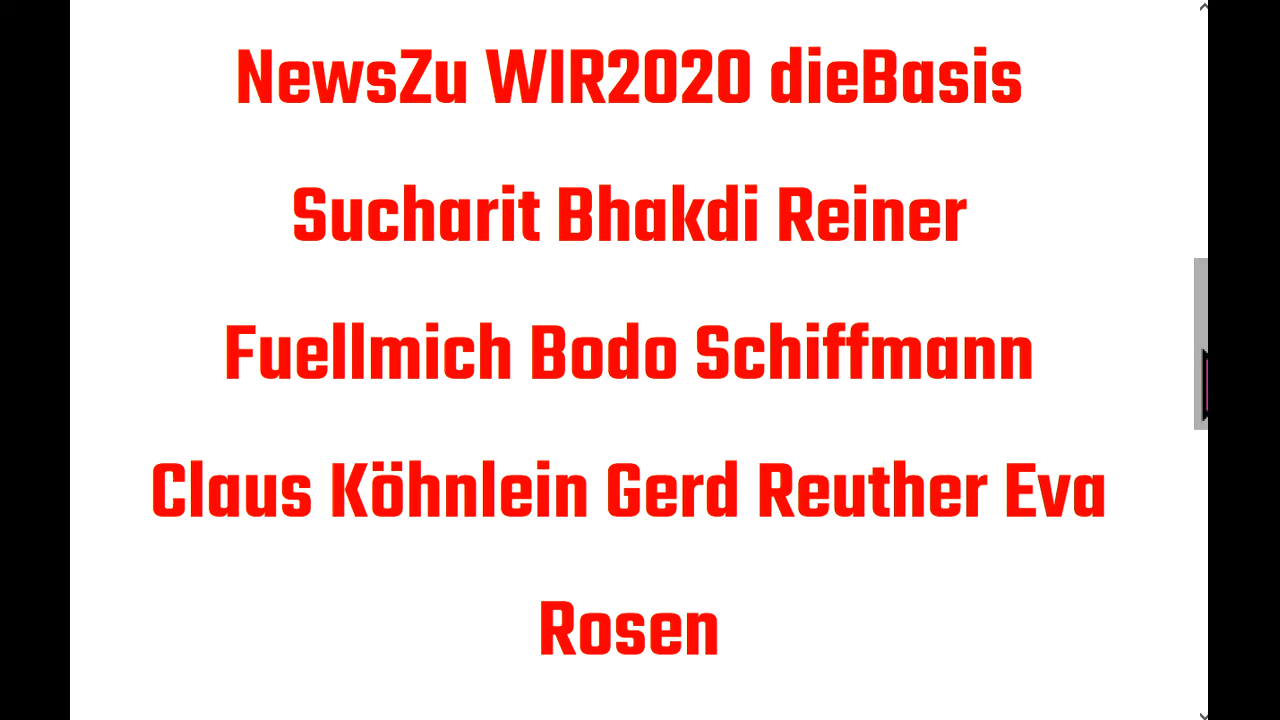 NewsZu WIR2020 dieBasis
Sucharit Bhakdi Reiner
Fuellmich Bodo Schiffmann
Claus Köhnlein Gerd Reuther Eva
Rosen